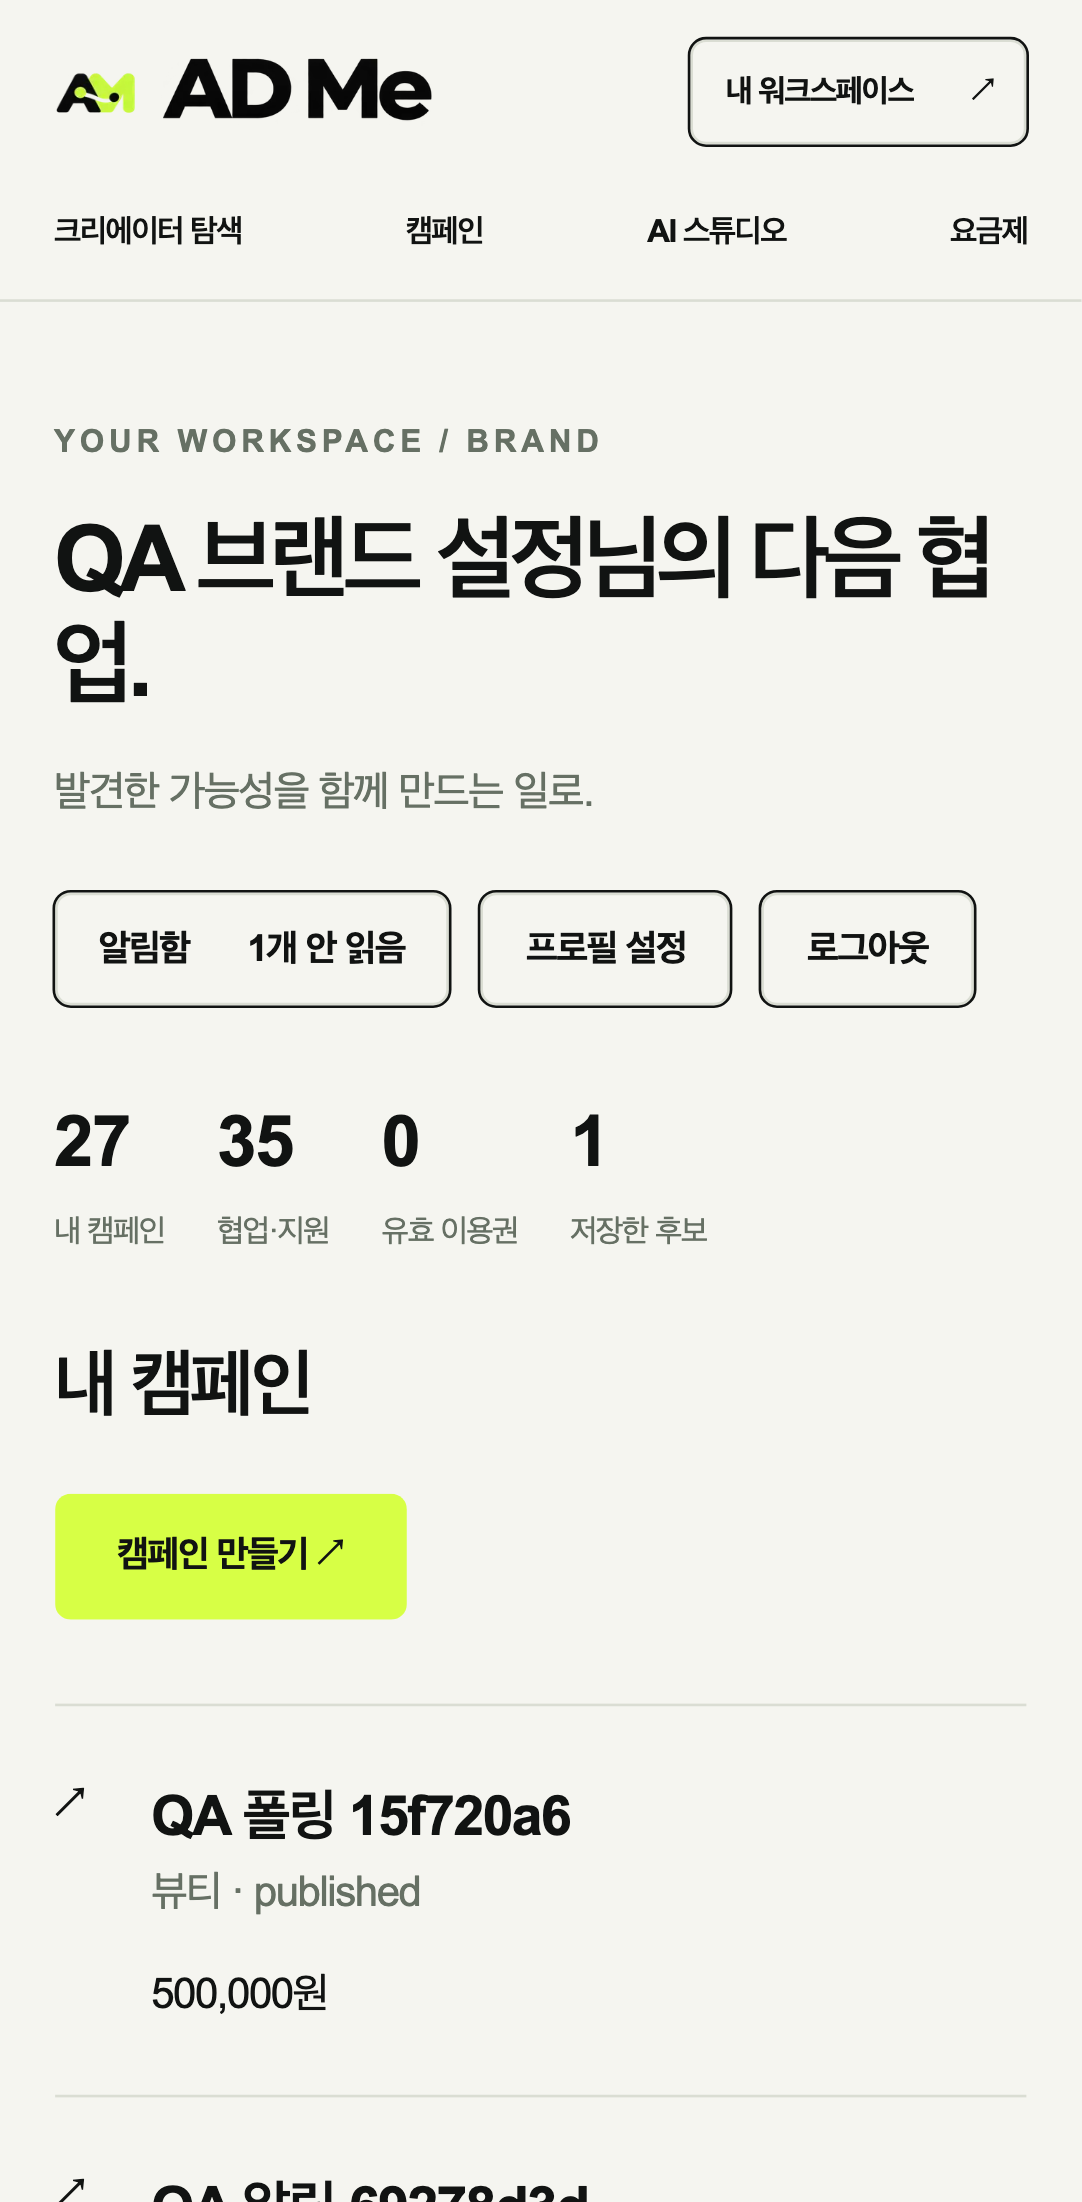 AM AD Me
내 워크스페이스 ↗
크리에이터 탐색 캠페인 AI 스튜디오 요금제
YOUR WORKSPACE / BRAND
QA 브랜드 설정님의 다음 협
업.
발견한 가능성을 함께 만드는 일로.
알림함 1개 안 읽음 프로필 설정 로그아웃
27 35 0 1
내 캠페인 협업·지원 유효 이용권 저장한 후보
내 캠페인
캠페인 만들기 ↗
↗ QA 폴링 15f720a6
뷰티 · published
500,000원
↗ QA 알림 69278d3d